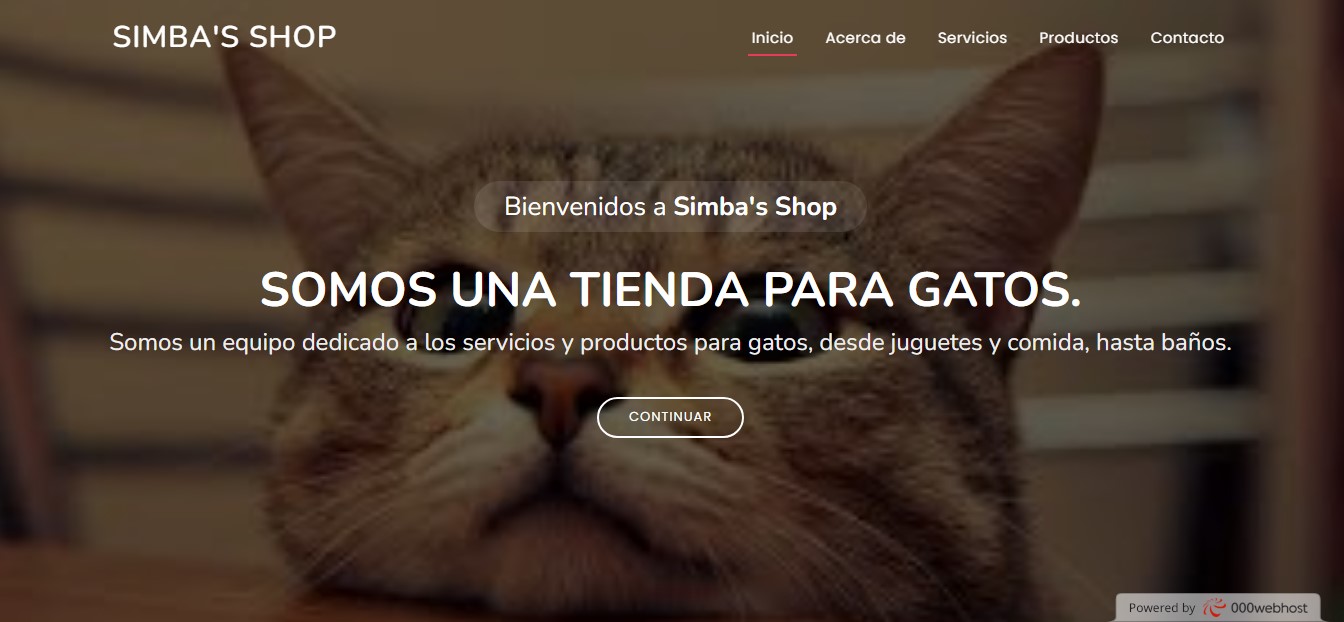 SIMBA'S SHOP
Inicio Acerca de Servicios Productos Contacto
Bienvenidos a Simba's Shop
SOMOS UNA TIENDA PARA GATOS.
Somos un equipo dedicado a los servicios y productos para gatos, desde juguetes y comida, hasta baños.
CONTINUAR
Powered by 000webhost